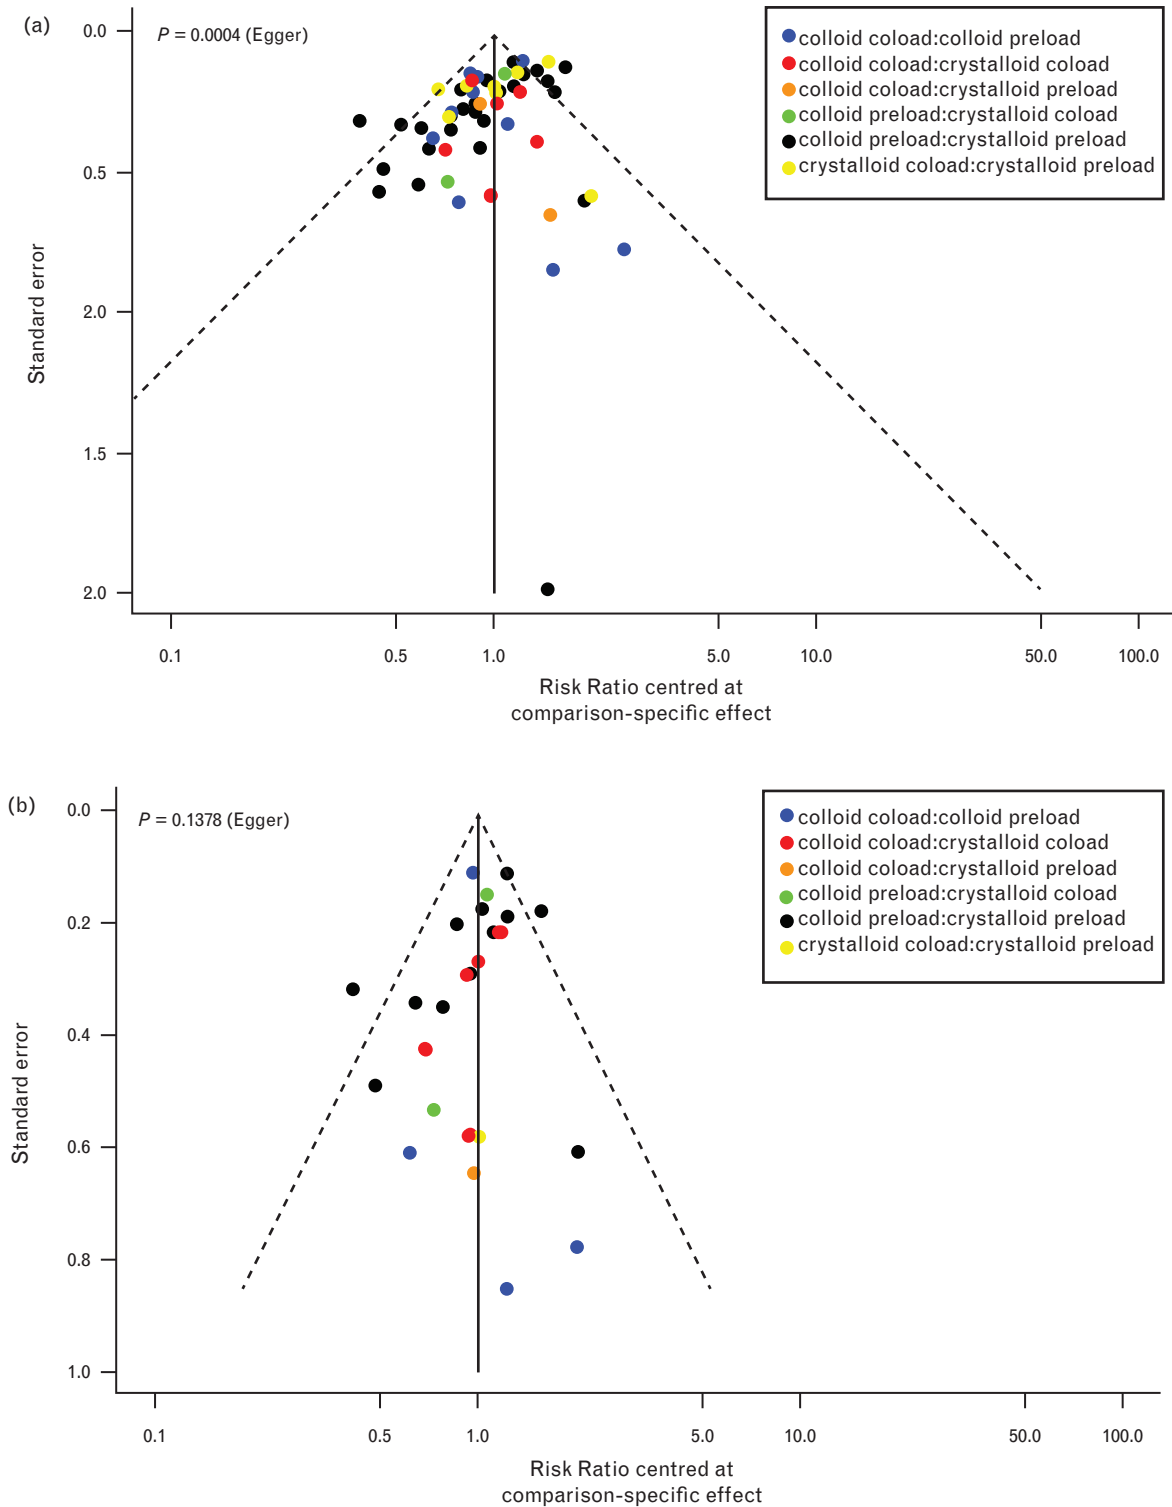 (a)
P = 0.0004 (Egger)
colloid coload:colloid preload
colloid coload:crystalloid coload
colloid coload:crystalloid preload
colloid preload:crystalloid coload
colloid preload:crystalloid preload
crystalloid coload:crystalloid preload
Standard error
0.0
0.5
2.0
1.5
2.0
0.1 0.5 1.0 5.0 10.0 50.0 100.0
Risk Ratio centred at
comparison-specific effect
(b)
P = 0.1378 (Egger)
colloid coload:colloid preload
colloid coload:crystalloid coload
colloid coload:crystalloid preload
colloid preload:crystalloid coload
colloid preload:crystalloid preload
crystalloid coload:crystalloid preload
Standard error
0.0
0.2
0.4
0.6
0.8
1.0
0.1 0.5 1.0 5.0 10.0 50.0 100.0
Risk Ratio centred at
comparison-specific effect